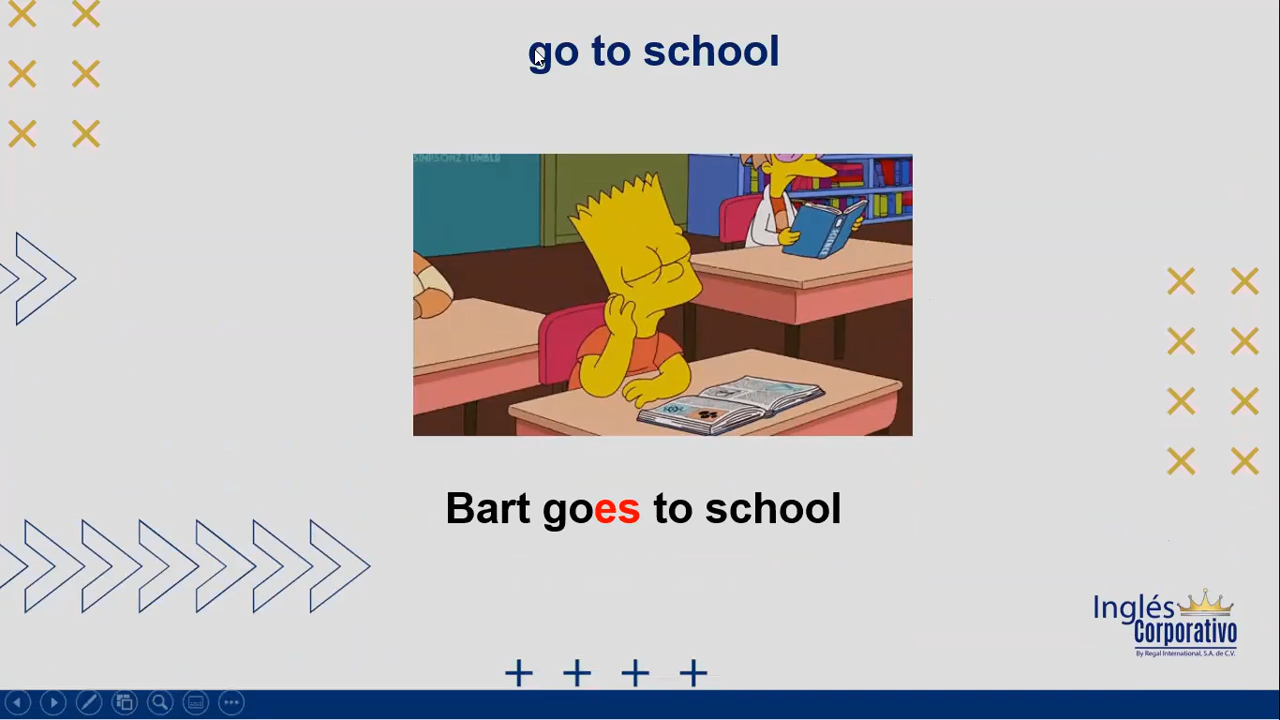 go to school
SIMPSONZ.TUMBLR
Bart goes to school
Inglés
Corporativo
By Regal International, S.A. de C.V.